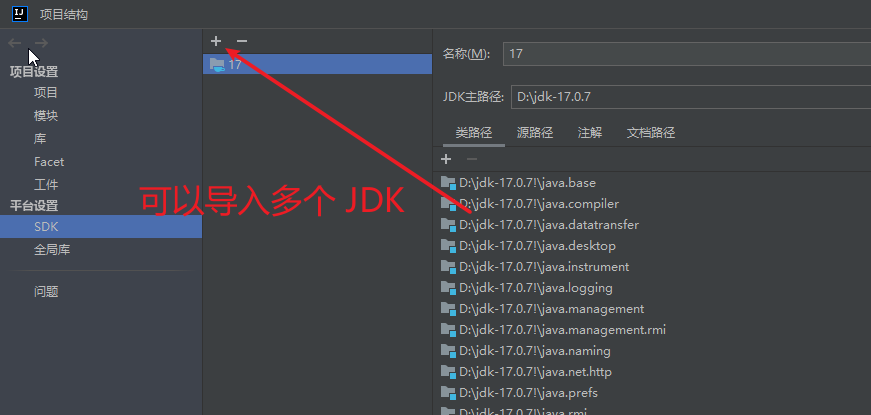 IJ
项目结构
项目设置
项目
模块
库
Facet
工件
平台设置
SDK
全局库
问题
17
可以导入多个 JDK
名称(M): 17
JDK主路径: D:\jdk-17.0.7
类路径 源路径 注解 文档路径
D:\jdk-17.0.7!\java.base
D:\jdk-17.0.7!\java.compiler
D:\jdk-17.0.7!\java.datatransfer
D:\jdk-17.0.7!\java.desktop
D:\jdk-17.0.7!\java.instrument
D:\jdk-17.0.7!\java.logging
D:\jdk-17.0.7!\java.management
D:\jdk-17.0.7!\java.management.rmi
D:\jdk-17.0.7!\java.naming
D:\jdk-17.0.7!\java.net.http
D:\jdk-17.0.7!\java.prefs
D:\jdk-17.0.7!\java.rmi